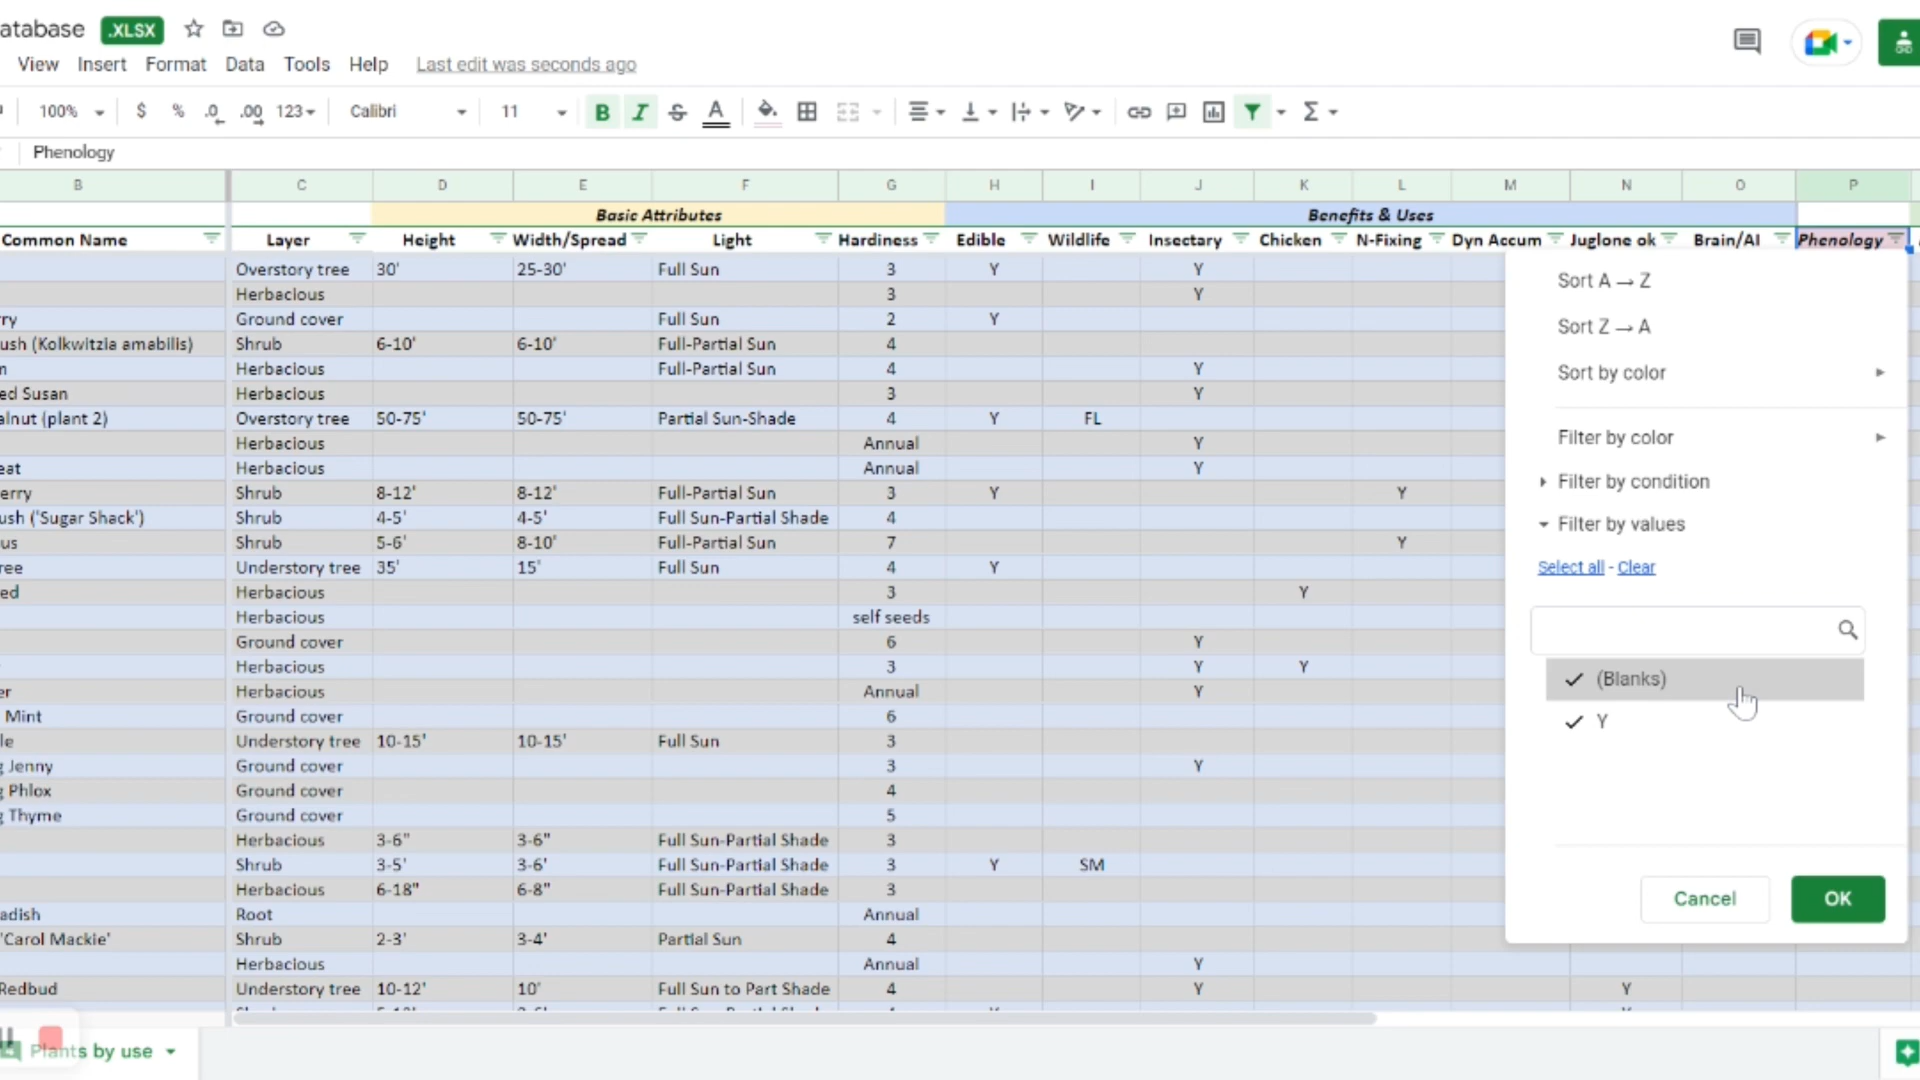 atabase .XLSX
View Insert Format Data Tools Help Last edit was seconds ago
100% $ % .0 .00 123 Calibri 11 B I S A Σ
Phenology
B C D E F G H I J K L M N O P
Basic Attributes Benefits & Uses
Common Name Layer Height Width/Spread Light Hardiness Edible Wildlife Insectary Chicken N-Fixing Dyn Accum Juglone ok Brain/AI Phenology
Overstory tree 30' 25-30' Full Sun 3 Y Y
Herbacious 3 Y
ry Ground cover Full Sun 2 Y
ush (Kolkwitzia amabilis) Shrub 6-10' 6-10' Full-Partial Sun 4
n Herbacious Full-Partial Sun 4 Y
ed Susan Herbacious 3 Y
alnut (plant 2) Overstory tree 50-75' 50-75' Partial Sun-Shade 4 Y FL
Herbacious Annual Y
eat Herbacious Annual Y
erry Shrub 8-12' 8-12' Full-Partial Sun 3 Y Y
ush ('Sugar Shack') Shrub 4-5' 4-5' Full Sun-Partial Shade 4
us Shrub 5-6' 8-10' Full-Partial Sun 7 Y
ree Understory tree 35' 15' Full Sun 4 Y
ed Herbacious 3 Y
Herbacious self seeds
Ground cover 6 Y
Herbacious 3 Y Y
er Herbacious Annual Y
Mint Ground cover 6
le Understory tree 10-15' 10-15' Full Sun 3
g Jenny Ground cover 3 Y
g Phlox Ground cover 4
g Thyme Ground cover 5
Herbacious 3-6" 3-6" Full Sun-Partial Shade 3
Shrub 3-5' 3-6' Full Sun-Partial Shade 3 Y SM
Herbacious 6-18" 6-8" Full Sun-Partial Shade 3
adish Root Annual
'Carol Mackie' Shrub 2-3' 3-4' Partial Sun 4
Herbacious Annual Y
Redbud Understory tree 10-12' 10' Full Sun to Part Shade 4 Y Y
Sort A → Z
Sort Z → A
Sort by color
Filter by color
Filter by condition
Filter by values
Select all - Clear
(Blanks)
Y
Cancel OK
Plants by use